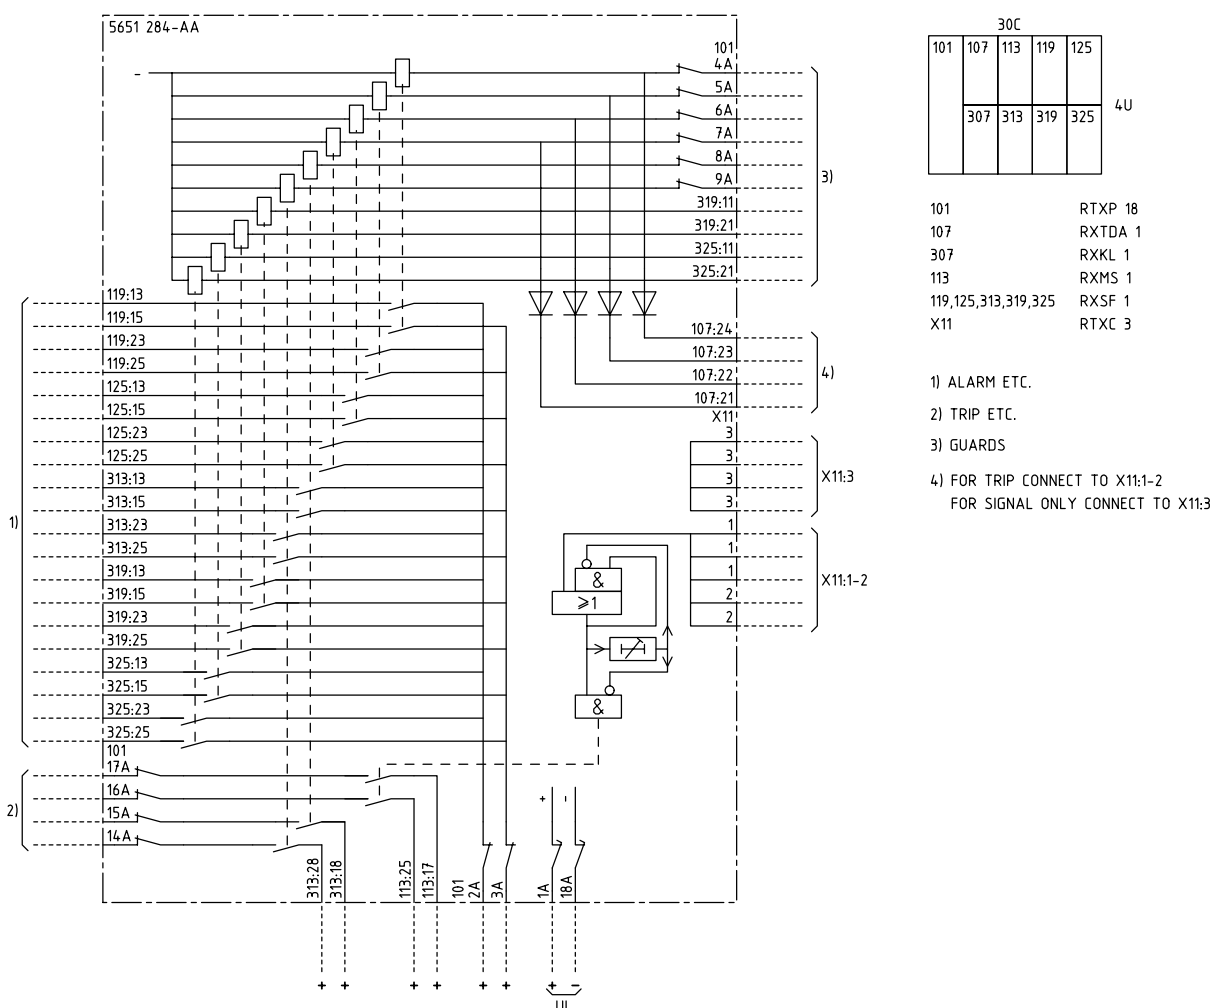 5651 284-AA
-
101
4A
5A
6A
7A
8A
9A
319:11
319:21
325:11
325:21
3)
107:24
107:23
107:22
107:21
4)
X11
3
3
3
3
X11:3
1
1
1
2
2
X11:1-2
&
≥1
&
119:13
119:15
119:23
119:25
125:13
125:15
125:23
125:25
313:13
313:15
313:23
313:25
319:13
319:15
319:23
319:25
325:13
325:15
325:23
325:25
1)
101
17A
16A
15A
14A
2)
313:28
313:18
113:25
113:17
101
2A
3A
+
-
1A
18A
+ + + + + + + -
UL
30C
101 107 113 119 125
307 313 319 325
4U
101 RTXP 18
107 RXTDA 1
307 RXKL 1
113 RXMS 1
119,125,313,319,325 RXSF 1
X11 RTXC 3
1) ALARM ETC.
2) TRIP ETC.
3) GUARDS
4) FOR TRIP CONNECT TO X11:1-2
FOR SIGNAL ONLY CONNECT TO X11:3